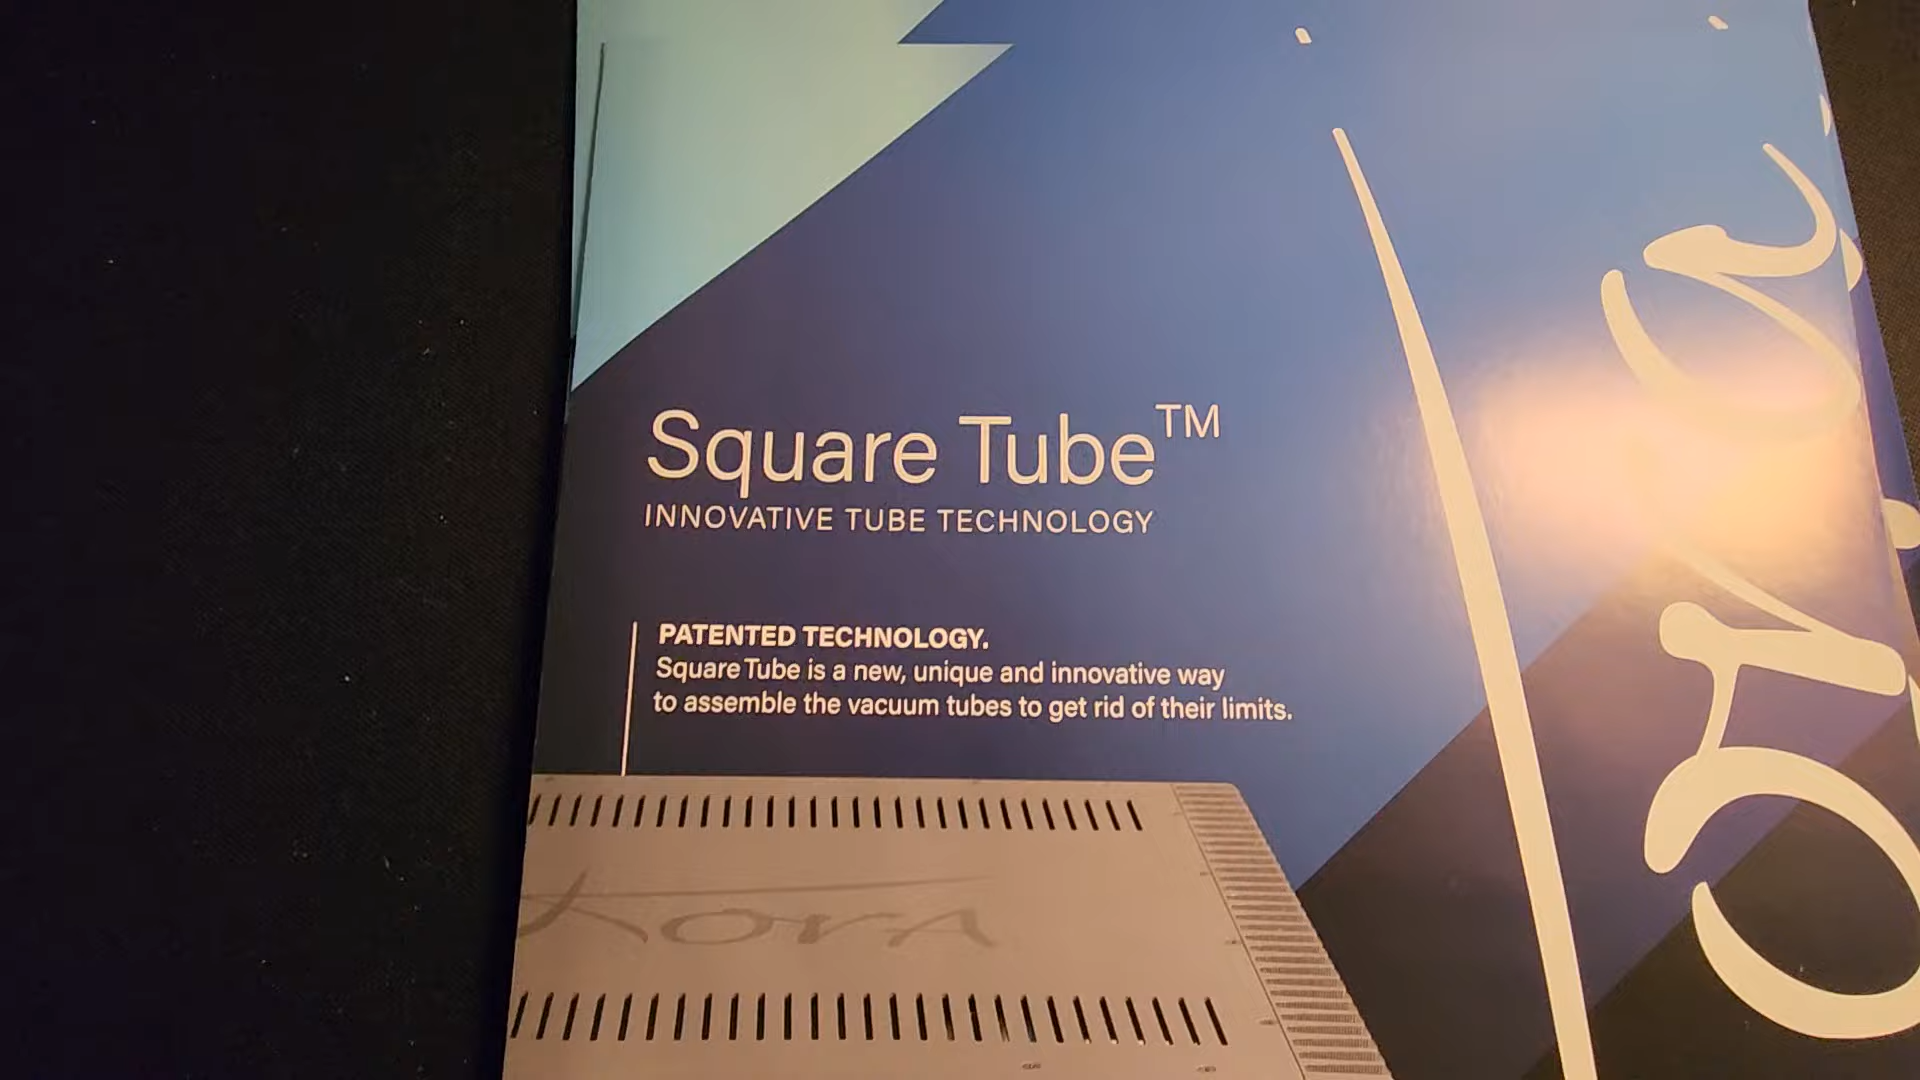 Square Tube™
INNOVATIVE TUBE TECHNOLOGY
PATENTED TECHNOLOGY.
Square Tube is a new, unique and innovative way
to assemble the vacuum tubes to get rid of their limits.
Kora
Kora